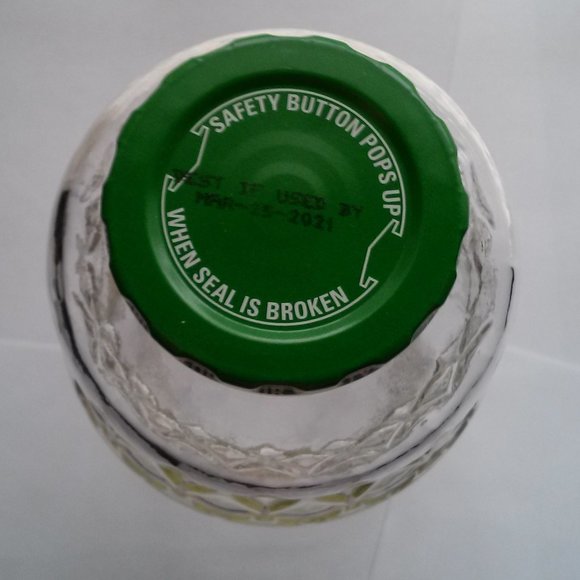 SAFETY BUTTON POPS UP
WHEN SEAL IS BROKEN
BEST IF USED BY
MAR-25-2021